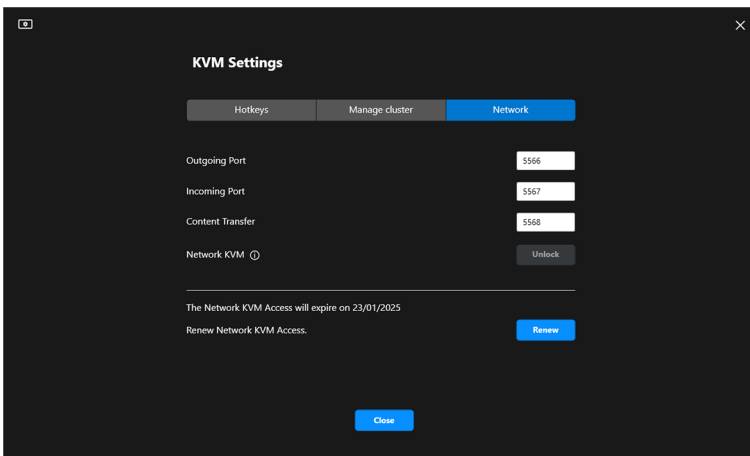 KVM Settings
Hotkeys Manage cluster Network
Outgoing Port 5566
Incoming Port 5567
Content Transfer 5568
Network KVM Unlock
The Network KVM Access will expire on 23/01/2025
Renew Network KVM Access. Renew
Close